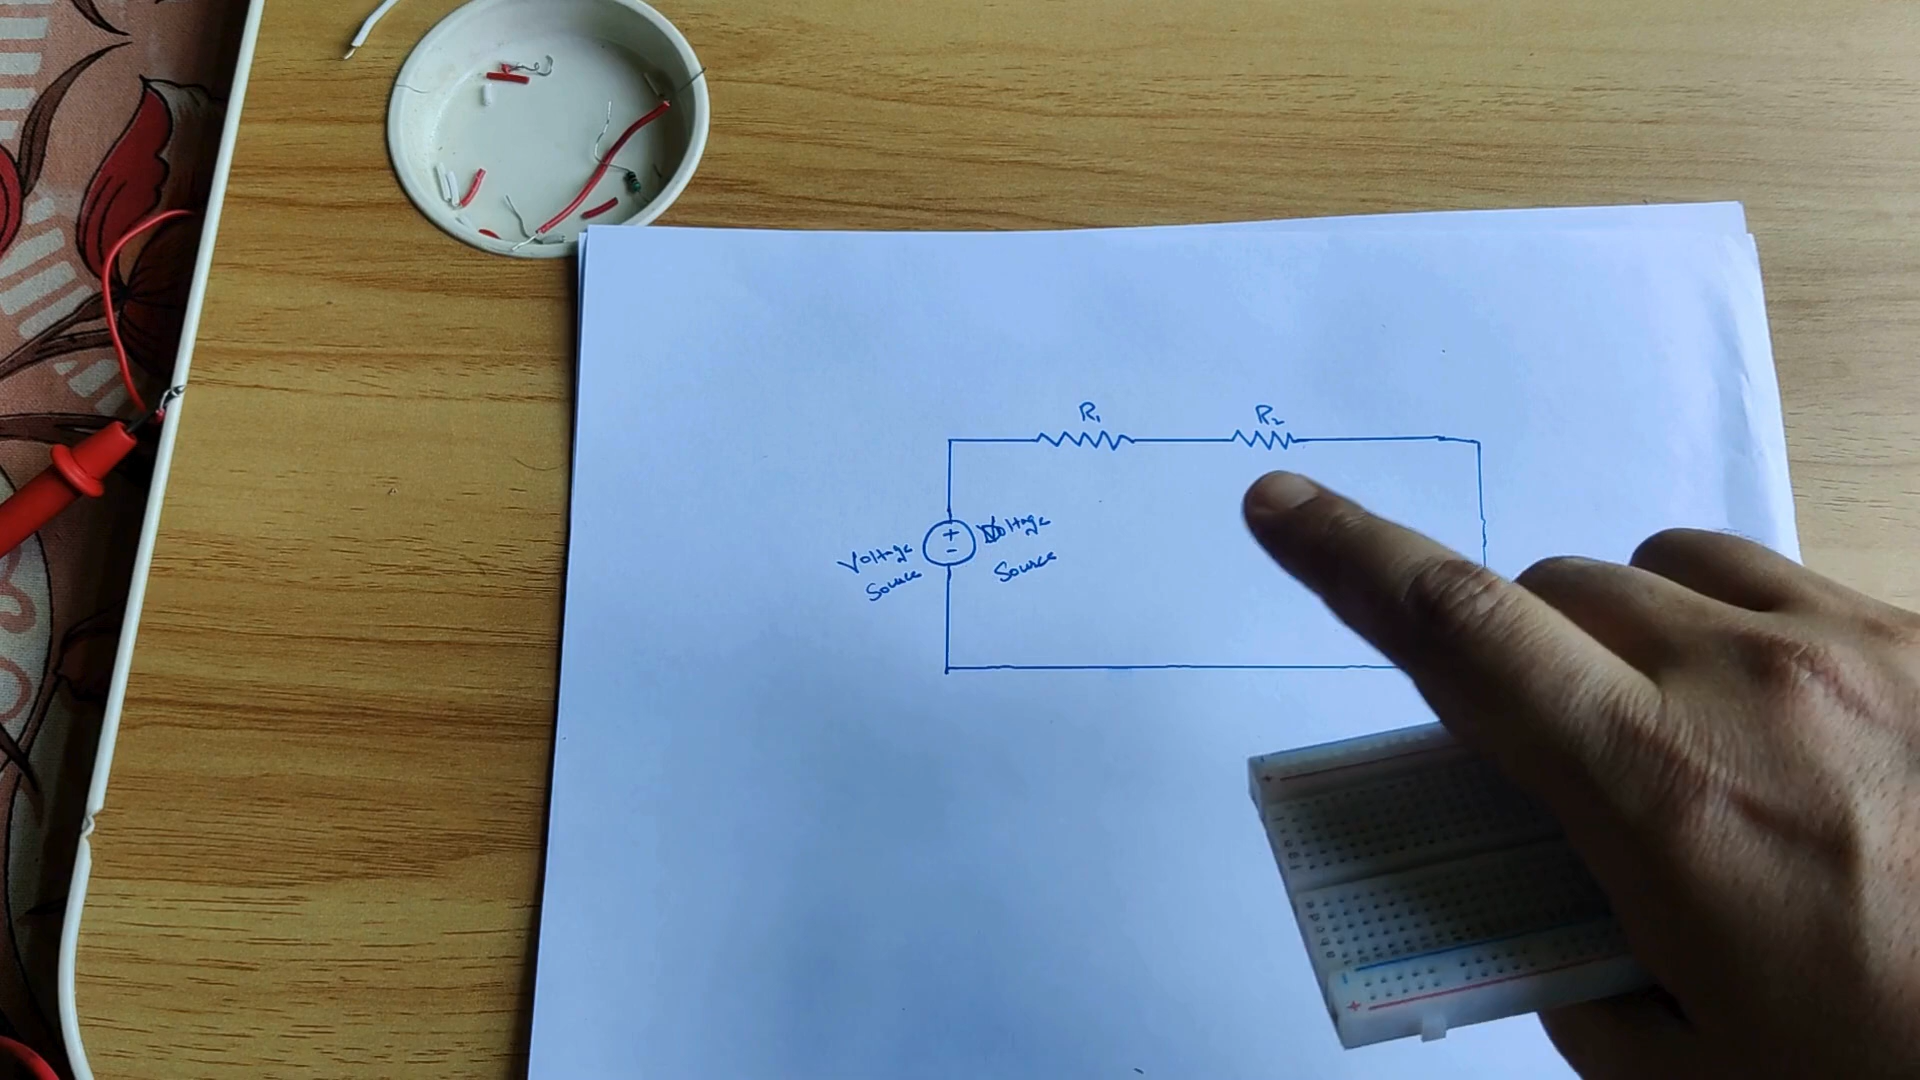 R₁
R₂
+
-
Voltage
Source
Voltage
Source
+
-
+